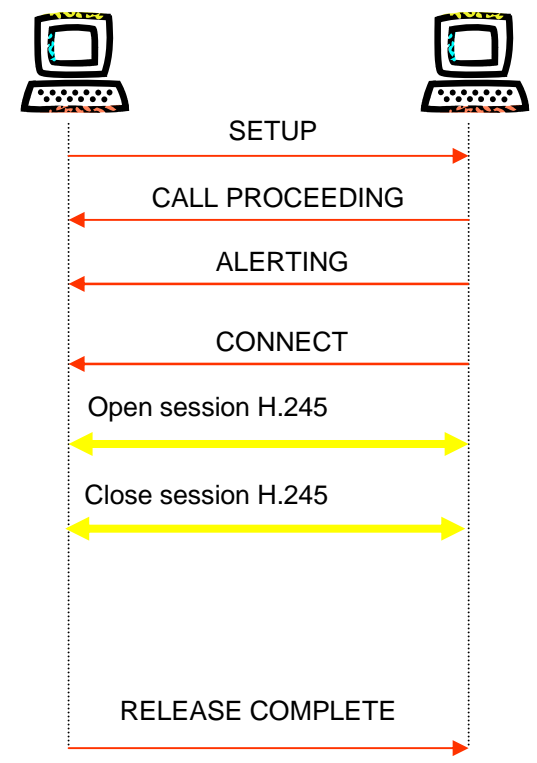 SETUP
CALL PROCEEDING
ALERTING
CONNECT
Open session H.245
Close session H.245
RELEASE COMPLETE